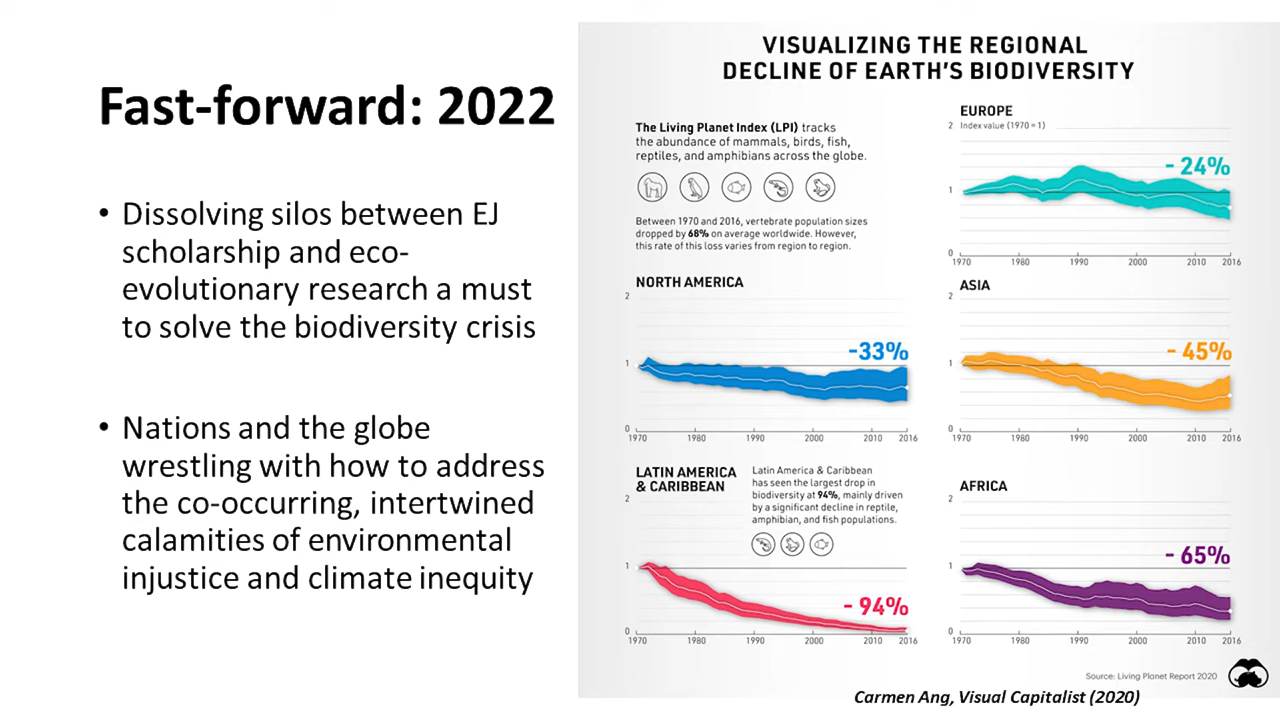 Fast-forward: 2022
• Dissolving silos between EJ
scholarship and eco-
evolutionary research a must
to solve the biodiversity crisis
• Nations and the globe
wrestling with how to address
the co-occurring, intertwined
calamities of environmental
injustice and climate inequity
VISUALIZING THE REGIONAL
DECLINE OF EARTH'S BIODIVERSITY
The Living Planet Index (LPI) tracks
the abundance of mammals, birds, fish,
reptiles, and amphibians across the globe.
Between 1970 and 2016, vertebrate population sizes
dropped by 68% on average worldwide. However,
this rate of this loss varies from region to region.
EUROPE
2 Index value (1970 = 1)
- 24%
1
0
1970 1980 1990 2000 2010 2016
NORTH AMERICA
2
-33%
1
0
1970 1980 1990 2000 2010 2016
ASIA
2
- 45%
1
0
1970 1980 1990 2000 2010 2016
LATIN AMERICA
& CARIBBEAN
Latin America & Caribbean
has seen the largest drop in
biodiversity at 94%, mainly driven
by a significant decline in reptile,
amphibian, and fish populations.
2
1
- 94%
0
1970 1980 1990 2000 2010 2016
AFRICA
2
- 65%
1
0
1970 1980 1990 2000 2010 2016
Source: Living Planet Report 2020
Carmen Ang, Visual Capitalist (2020)